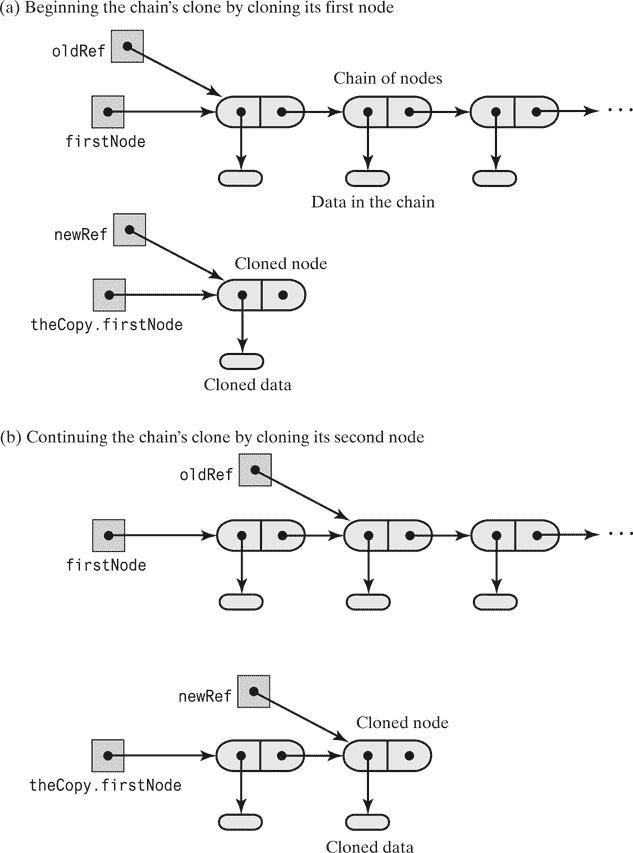 (a) Beginning the chain’s clone by cloning its first node
oldRef
Chain of nodes
firstNode
Data in the chain
newRef
Cloned node
theCopy.firstNode
Cloned data
(b) Continuing the chain’s clone by cloning its second node
oldRef
firstNode
newRef
Cloned node
theCopy.firstNode
Cloned data